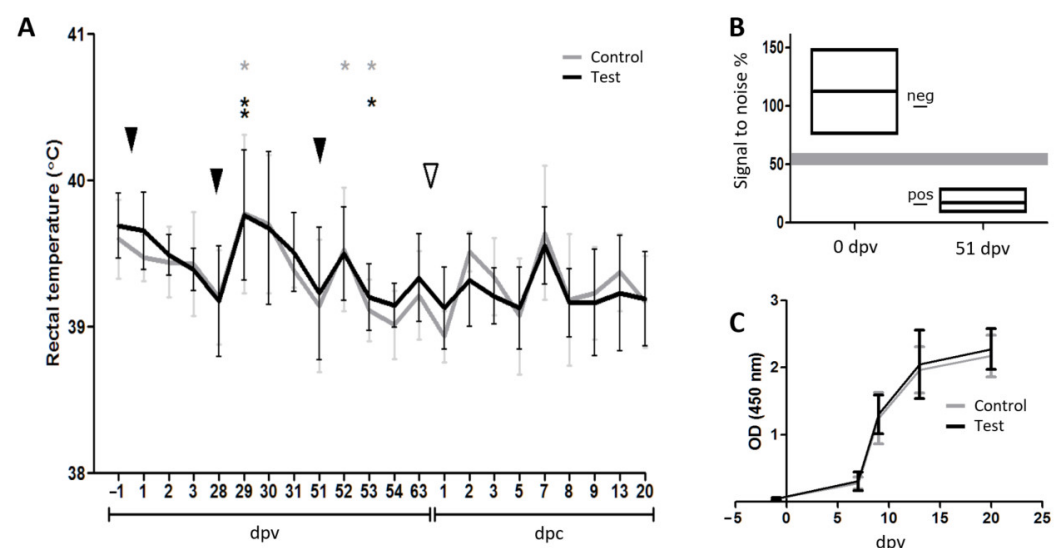 A
41
40
39
38
Rectal temperature (°C)
Control
Test
*
*
*
*
*
*
−1 1 2 3 28 29 30 31 51 52 53 54 63 1 2 3 5 7 8 9 13 20
dpv dpc
B
150
100
50
0
Signal to noise %
neg
pos
0 dpv 51 dpv
C
3
2
1
OD (450 nm)
Control
Test
−5 0 5 10 15 20 25
dpv